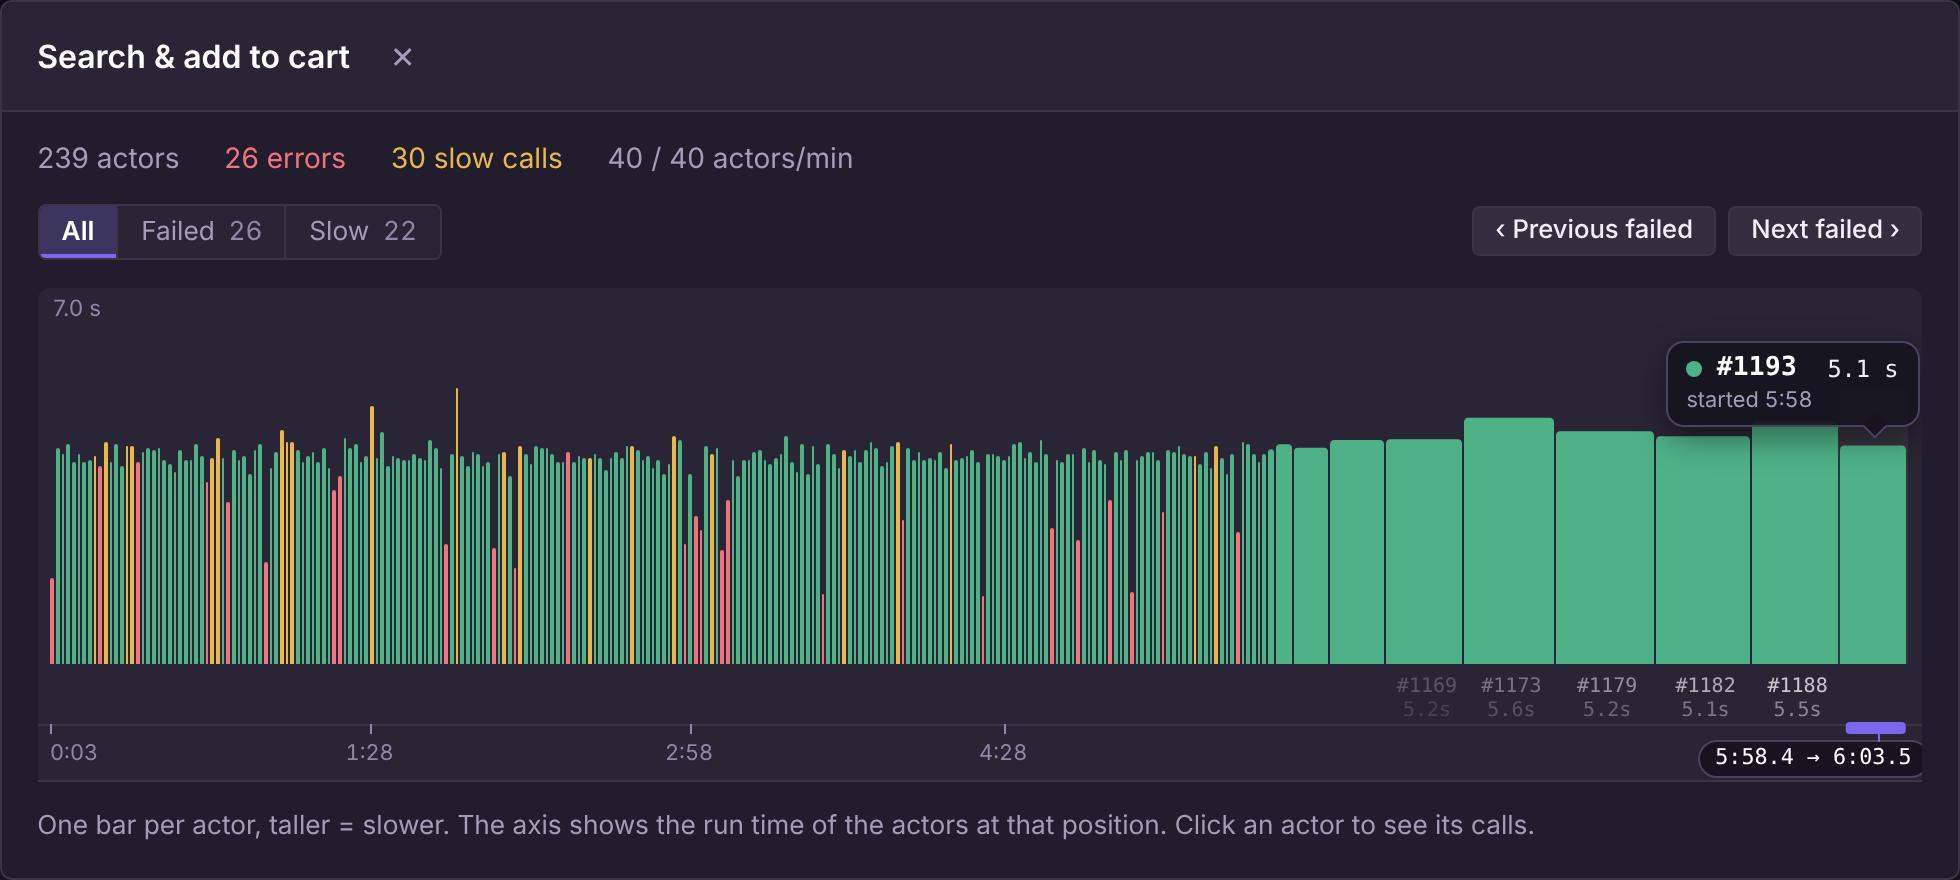 Search & add to cart ✕
239 actors 26 errors 30 slow calls 40 / 40 actors/min
All Failed 26 Slow 22 ‹ Previous failed Next failed ›
7.0 s
#1193 5.1 s
started 5:58
#1169 #1173 #1179 #1182 #1188
5.2s 5.6s 5.2s 5.1s 5.5s
0:03 1:28 2:58 4:28 5:58.4 → 6:03.5
One bar per actor, taller = slower. The axis shows the run time of the actors at that position. Click an actor to see its calls.